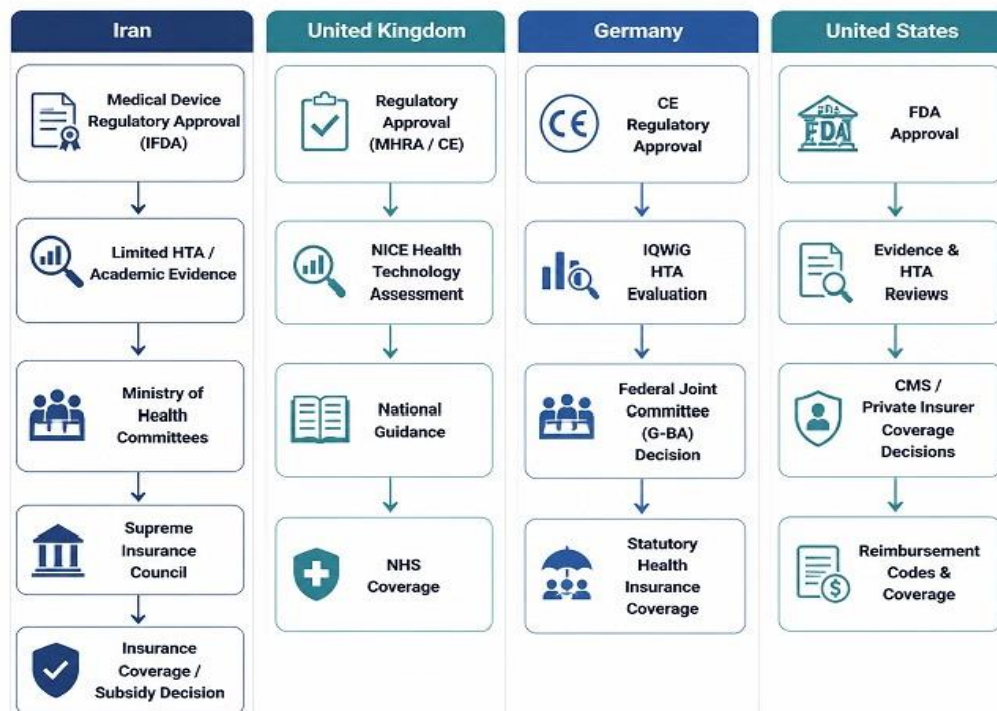 Iran
Medical Device
Regulatory Approval
(IFDA)
Limited HTA /
Academic Evidence
Ministry of
Health
Committees
Supreme
Insurance
Council
Insurance
Coverage /
Subsidy Decision
United Kingdom
Regulatory
Approval
(MHRA / CE)
NICE Health
Technology
Assessment
National
Guidance
NHS
Coverage
Germany
CE
CE
Regulatory
Approval
IQWiG
HTA
Evaluation
Federal Joint
Committee
(G-BA)
Decision
Statutory
Health
Insurance
Coverage
United States
FDA
FDA
Approval
Evidence &
HTA
Reviews
CMS /
Private Insurer
Coverage
Decisions
$
Reimbursement
Codes &
Coverage